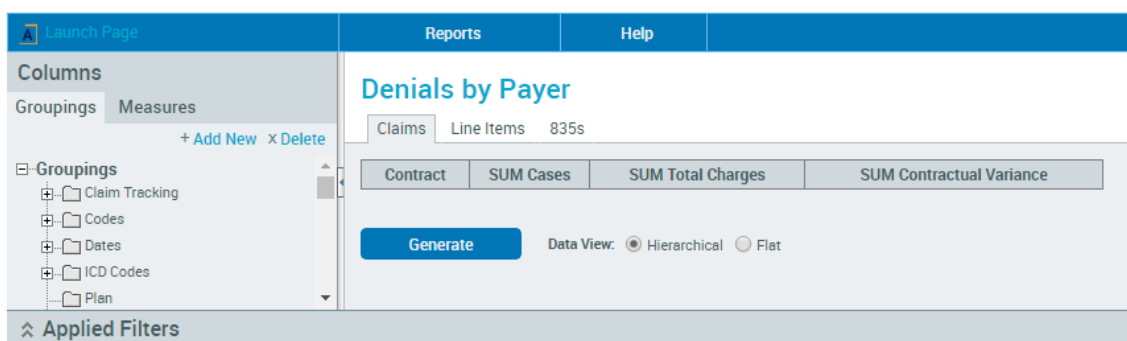 A Launch Page Reports Help
Columns
Groupings Measures
+ Add New x Delete
Groupings
Claim Tracking
Codes
Dates
ICD Codes
Plan
Denials by Payer
Claims Line Items 835s
Contract SUM Cases SUM Total Charges SUM Contractual Variance
Generate Data View: Hierarchical Flat
Applied Filters